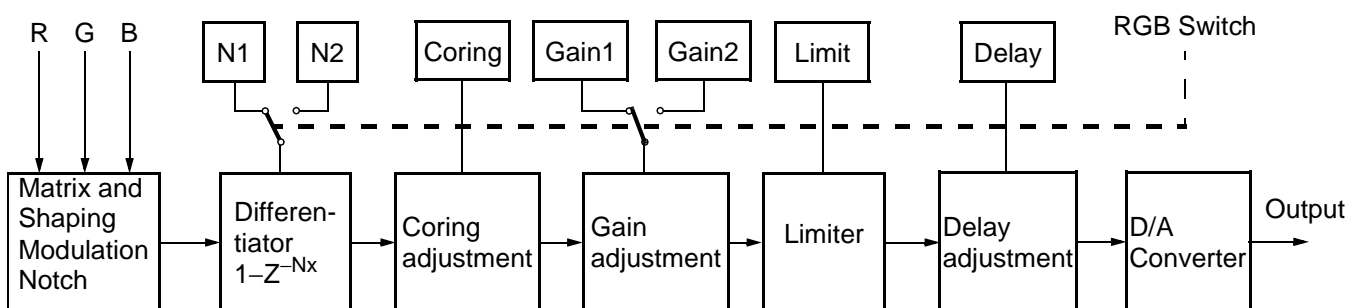 R G B
N1 N2 Coring Gain1 Gain2 Limit Delay
RGB Switch
Matrix and
Shaping
Modulation
Notch
Differen-
tiator
1–Z–Nx
Coring
adjustment
Gain
adjustment
Limiter
Delay
adjustment
D/A
Converter
Output